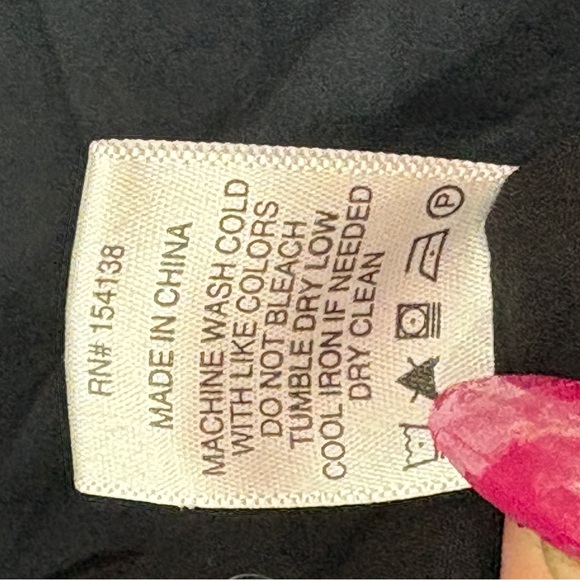 RN# 154138
MADE IN CHINA
MACHINE WASH COLD
WITH LIKE COLORS
DO NOT BLEACH
TUMBLE DRY LOW
COOL IRON IF NEEDED
DRY CLEAN
P